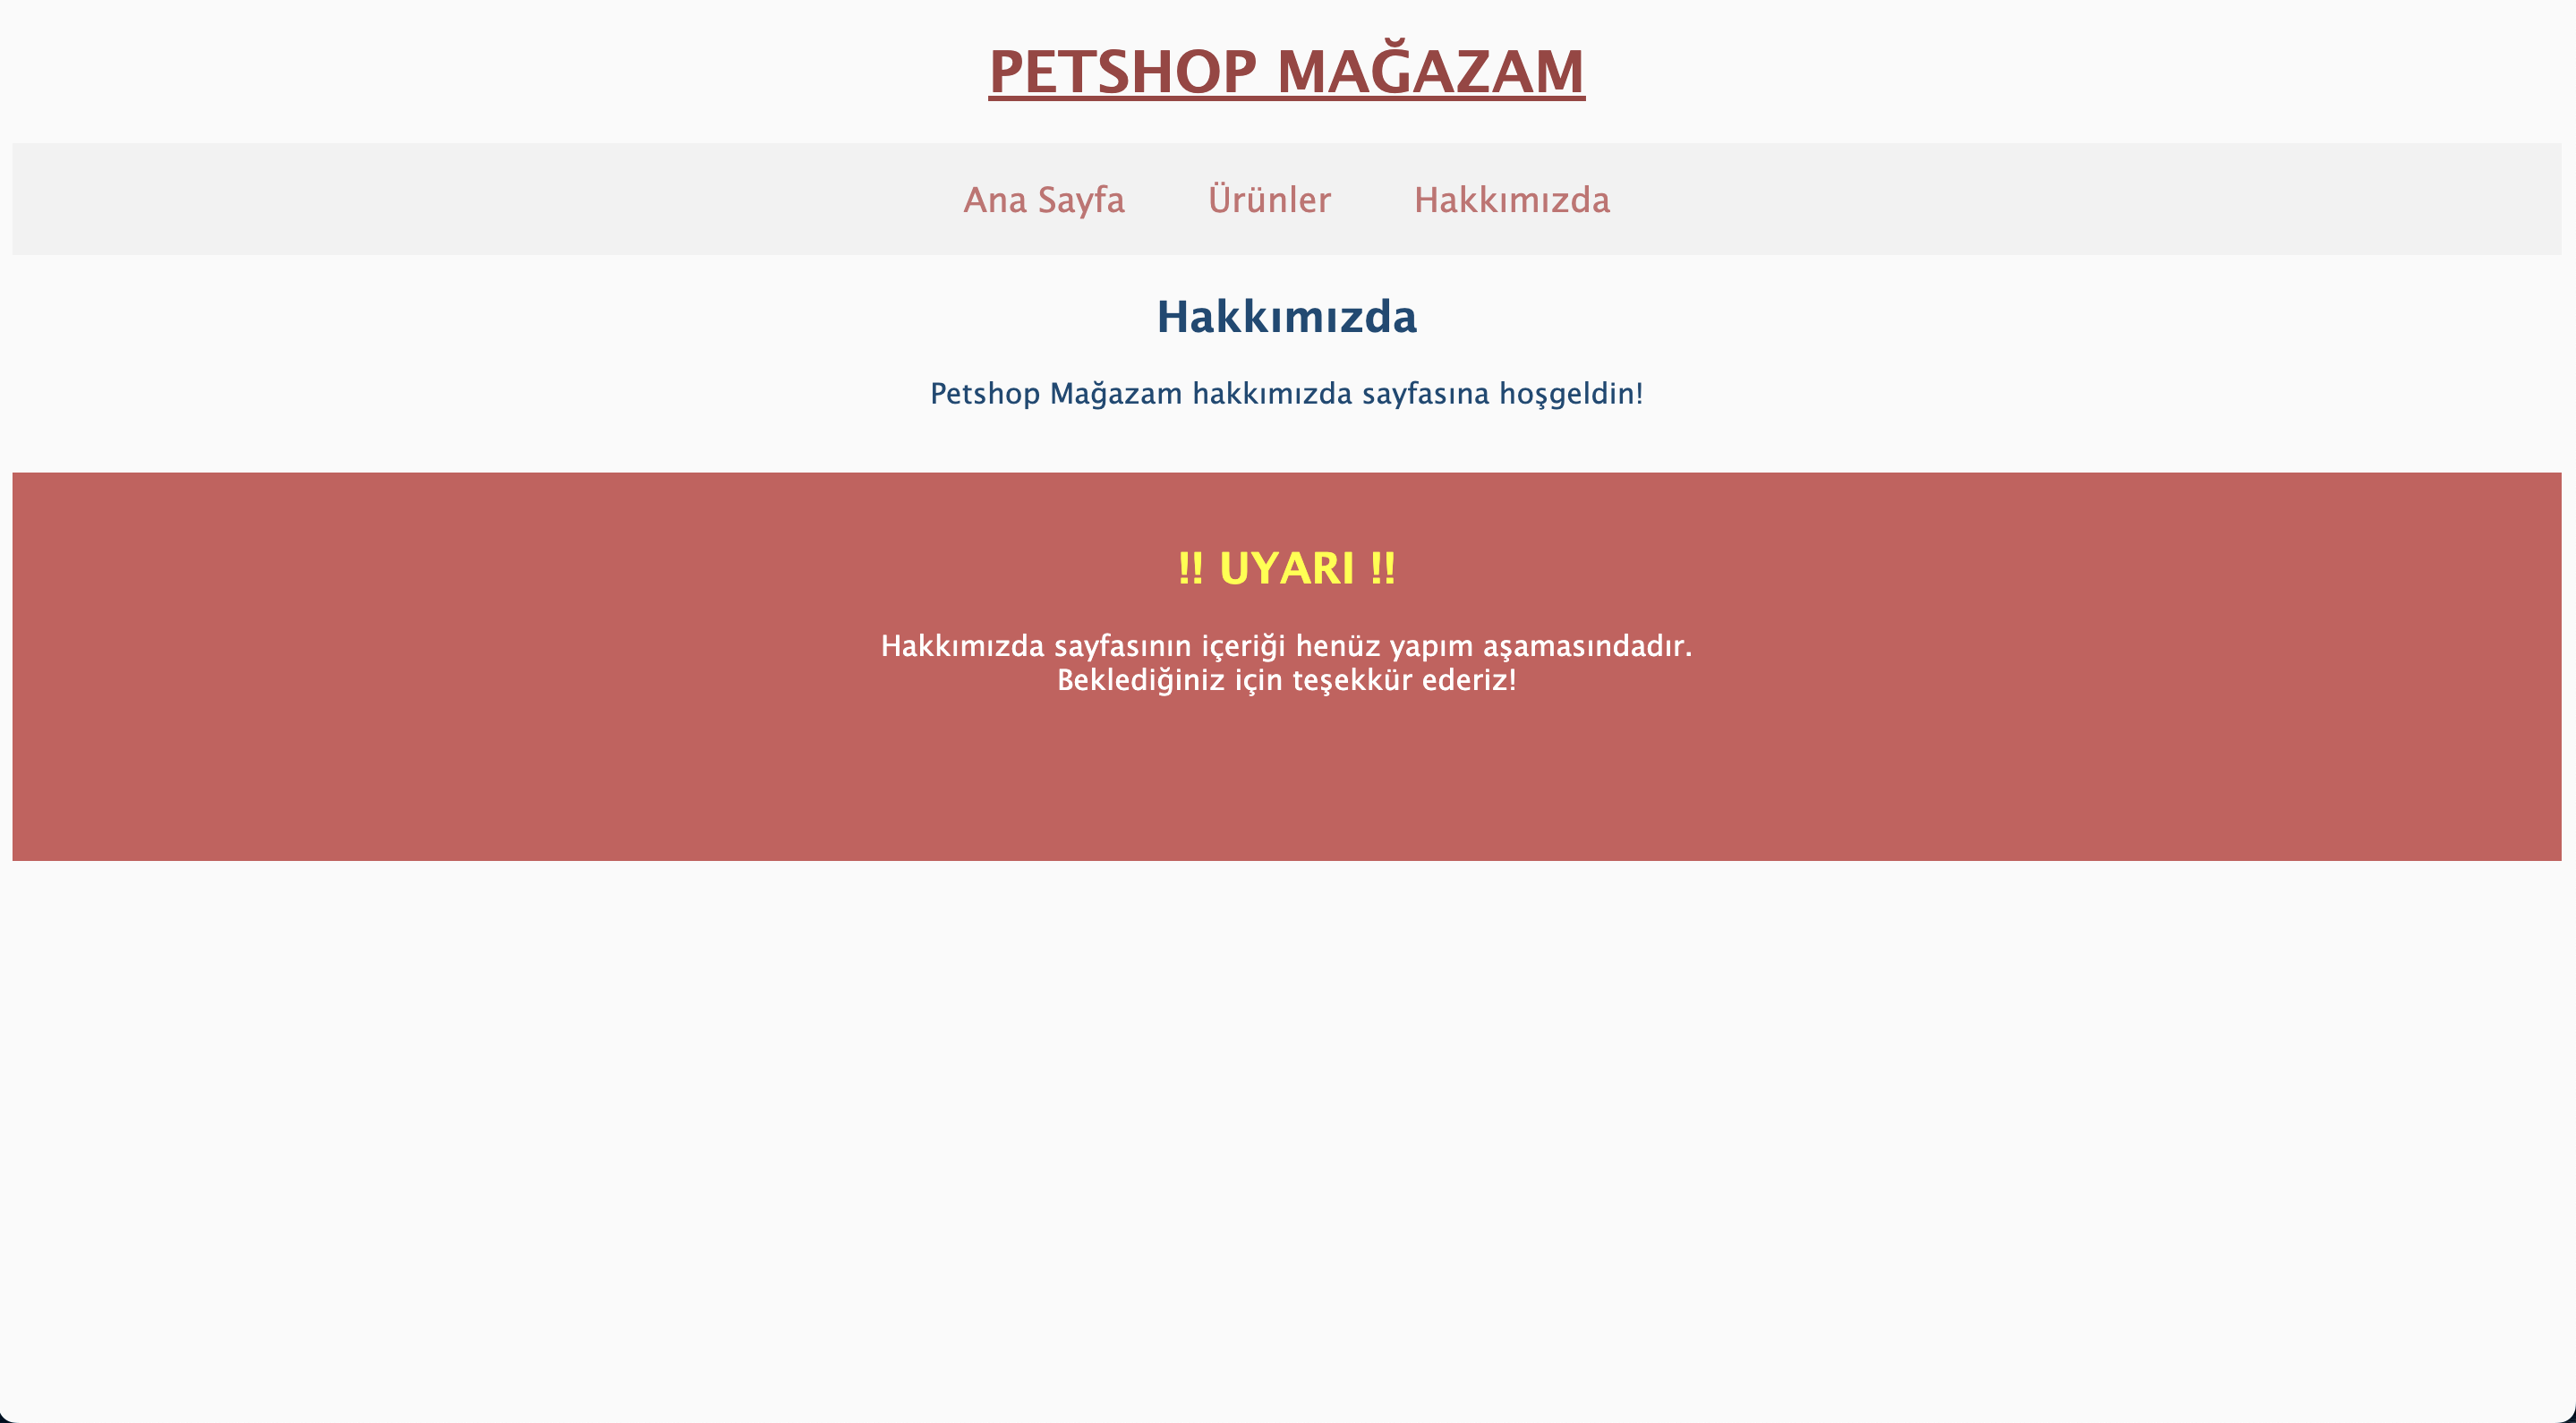 PETSHOP MAĞAZAM
Ana Sayfa Ürünler Hakkımızda
Hakkımızda
Petshop Mağazam hakkımızda sayfasına hoşgeldin!
!! UYARI !!
Hakkımızda sayfasının içeriği henüz yapım aşamasındadır.
Beklediğiniz için teşekkür ederiz!